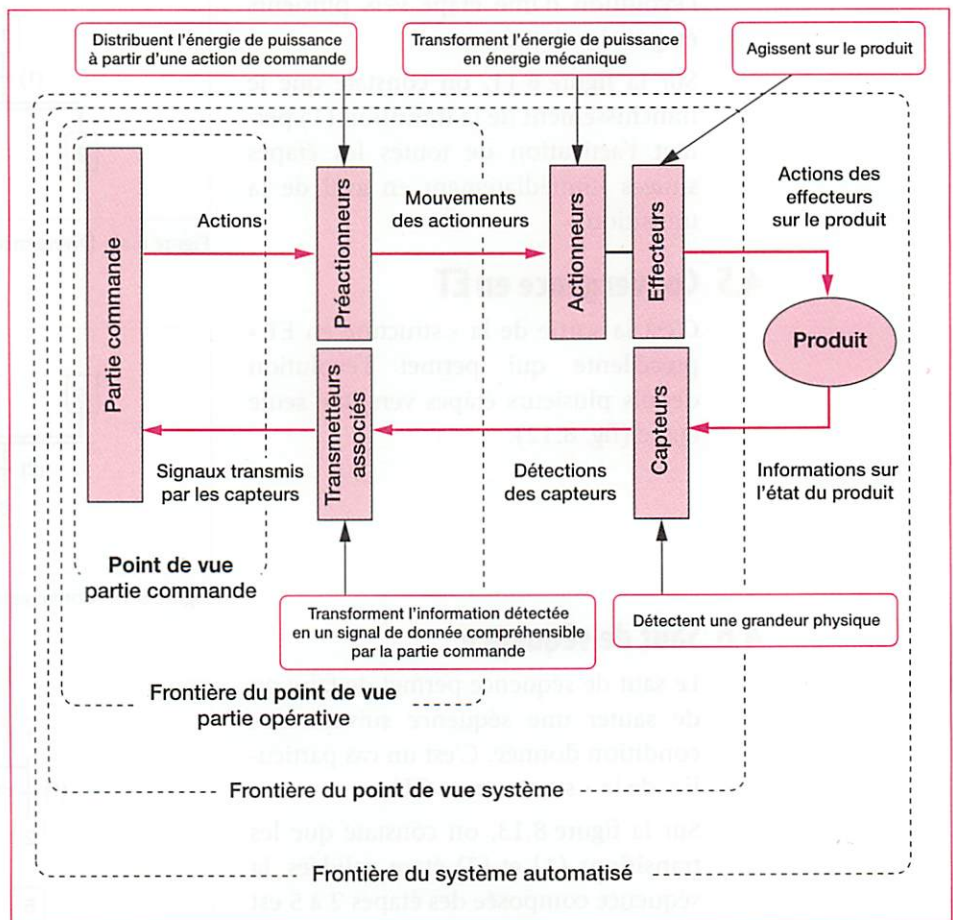 Distribuent l'énergie de puissance
à partir d'une action de commande
Transforment l'énergie de puissance
en énergie mécanique
Agissent sur le produit
Partie commande
Actions
Préactionneurs
Mouvements
des actionneurs
Actionneurs
Effecteurs
Actions des
effecteurs
sur le produit
Produit
Transmetteurs
associés
Capteurs
Signaux transmis
par les capteurs
Détections
des capteurs
Informations sur
l'état du produit
Point de vue
partie commande
Transforment l'information détectée
en un signal de donnée compréhensible
par la partie commande
Détectent une grandeur physique
Frontière du point de vue
partie opérative
Frontière du point de vue système
Frontière du système automatisé